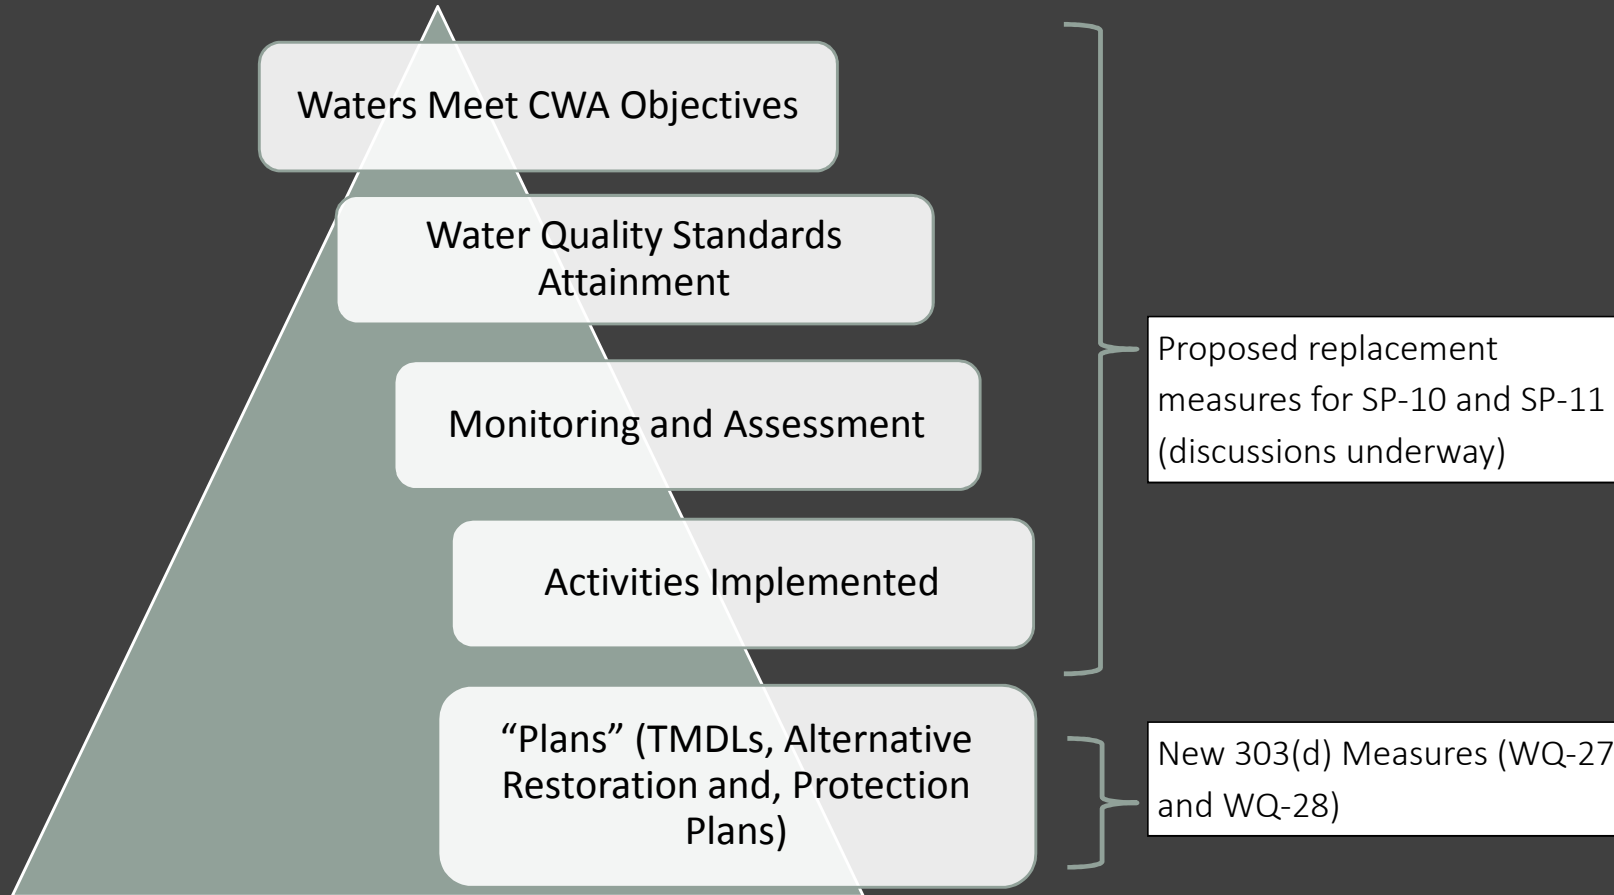 Waters Meet CWA Objectives
Water Quality Standards
Attainment
Monitoring and Assessment
Activities Implemented
“Plans” (TMDLs, Alternative
Restoration and, Protection
Plans)
Proposed replacement
measures for SP-10 and SP-11
(discussions underway)
New 303(d) Measures (WQ-27
and WQ-28)